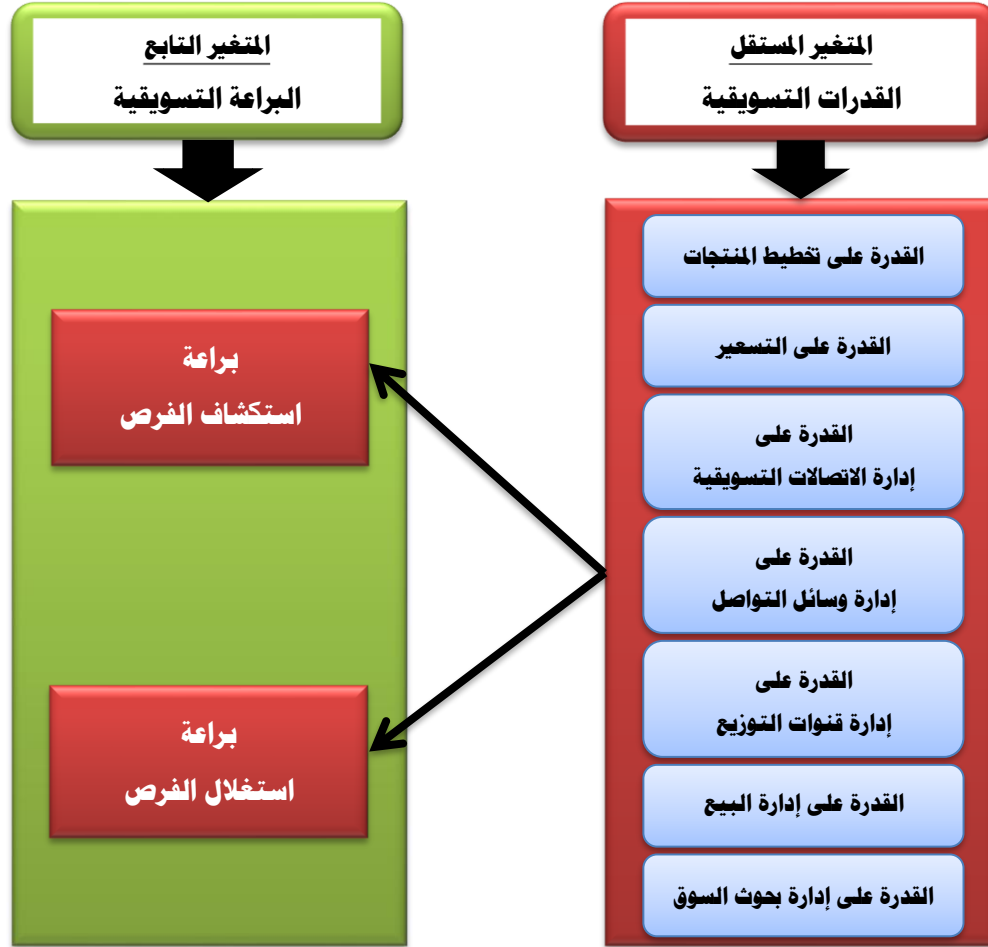 المتغير المستقل
القدرات التسويقية
القدرة على تخطيط المنتجات
القدرة على التسعير
القدرة على
إدارة الاتصالات التسويقية
القدرة على
إدارة وسائل التواصل
القدرة على
إدارة قنوات التوزيع
القدرة على إدارة البيع
القدرة على إدارة بحوث السوق
المتغير التابع
البراعة التسويقية
براعة
استكشاف الفرص
براعة
استغلال الفرص